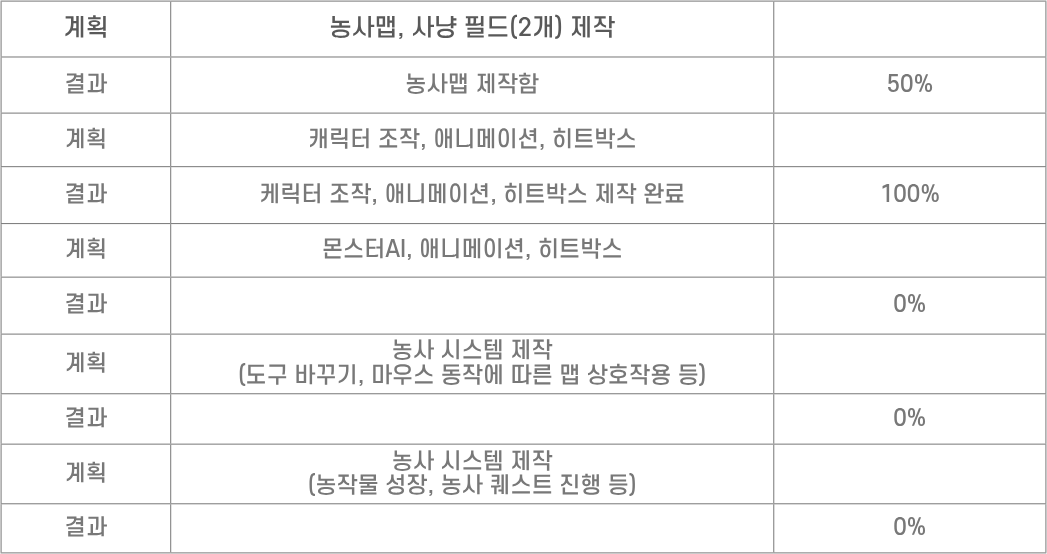 계획
농사맵, 사냥 필드(2개) 제작
결과
농사맵 제작함
50%
계획
캐릭터 조작, 애니메이션, 히트박스
결과
케릭터 조작, 애니메이션, 히트박스 제작 완료
100%
계획
몬스터AI, 애니메이션, 히트박스
결과
0%
계획
농사 시스템 제작
(도구 바꾸기, 마우스 동작에 따른 맵 상호작용 등)
결과
0%
계획
농사 시스템 제작
(농작물 성장, 농사 퀘스트 진행 등)
결과
0%